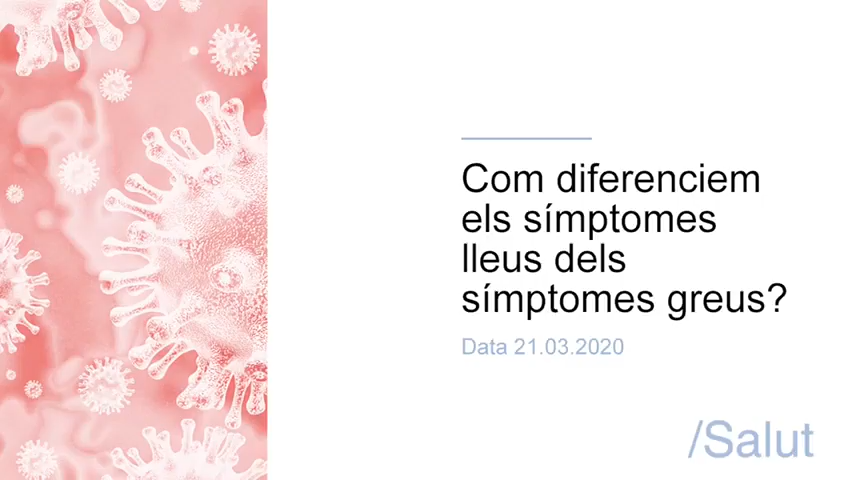 Com diferenciem
els símptomes
lleus dels
símptomes greus?
Data 21.03.2020
/Salut